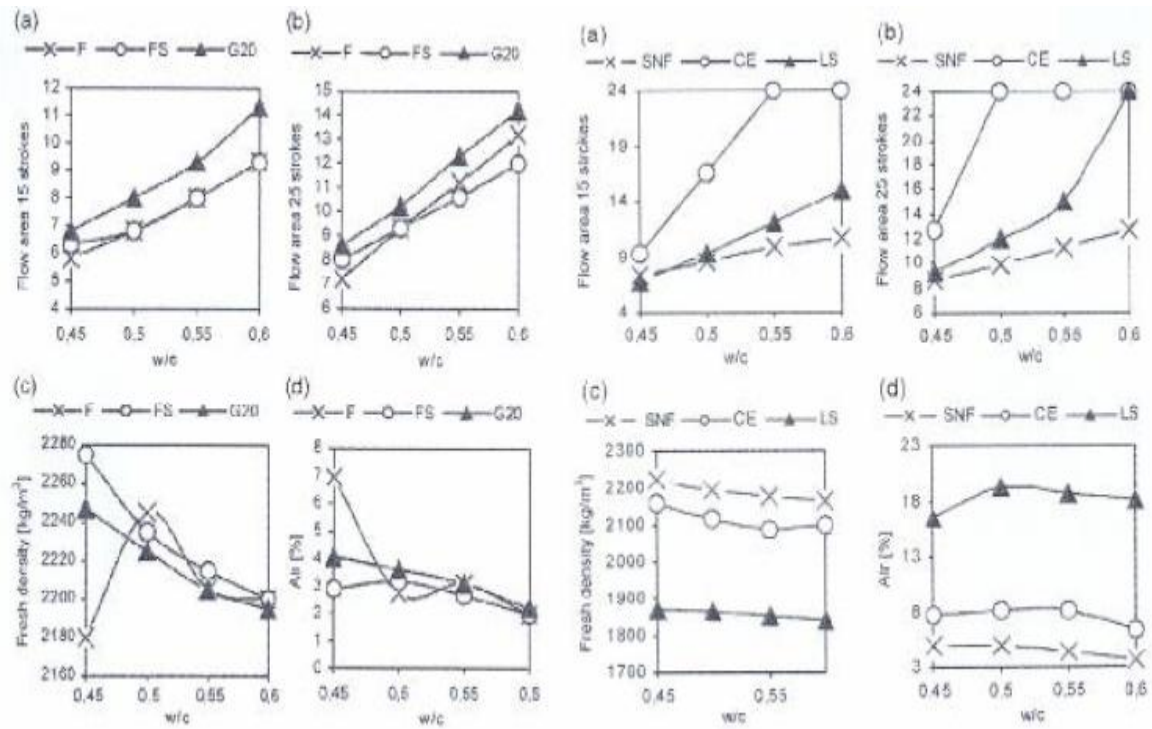 (a)
F FS G20
Flow area 15 strokes
12
11
10
9
8
7
6
5
4
0,45 0,5 0,55 0,6
w/c
(b)
F FS G20
Flow area 25 strokes
15
14
13
12
11
10
9
8
7
6
0,45 0,5 0,55 0,6
w/c
(a)
SNF CE LS
Flow area 15 strokes
24
19
14
9
4
0,45 0,5 0,55 0,6
w/c
(b)
SNF CE LS
Flow area 25 strokes
24
22
20
18
16
14
12
10
8
6
0,45 0,5 0,55 0,6
w/c
(c)
F FS G20
Fresh density [kg/m³]
2280
2260
2240
2220
2200
2180
2160
0,45 0,5 0,55 0,6
w/c
(d)
F FS G20
Air [%]
8
7
6
5
4
3
2
1
0
0,45 0,5 0,55 0,6
w/c
(c)
SNF CE LS
Fresh density [kg/m³]
2300
2200
2100
2000
1900
1800
1700
0,45 0,55
w/c
(d)
SNF CE LS
Air [%]
23
18
13
8
3
0,45 0,5 0,55 0,6
w/c